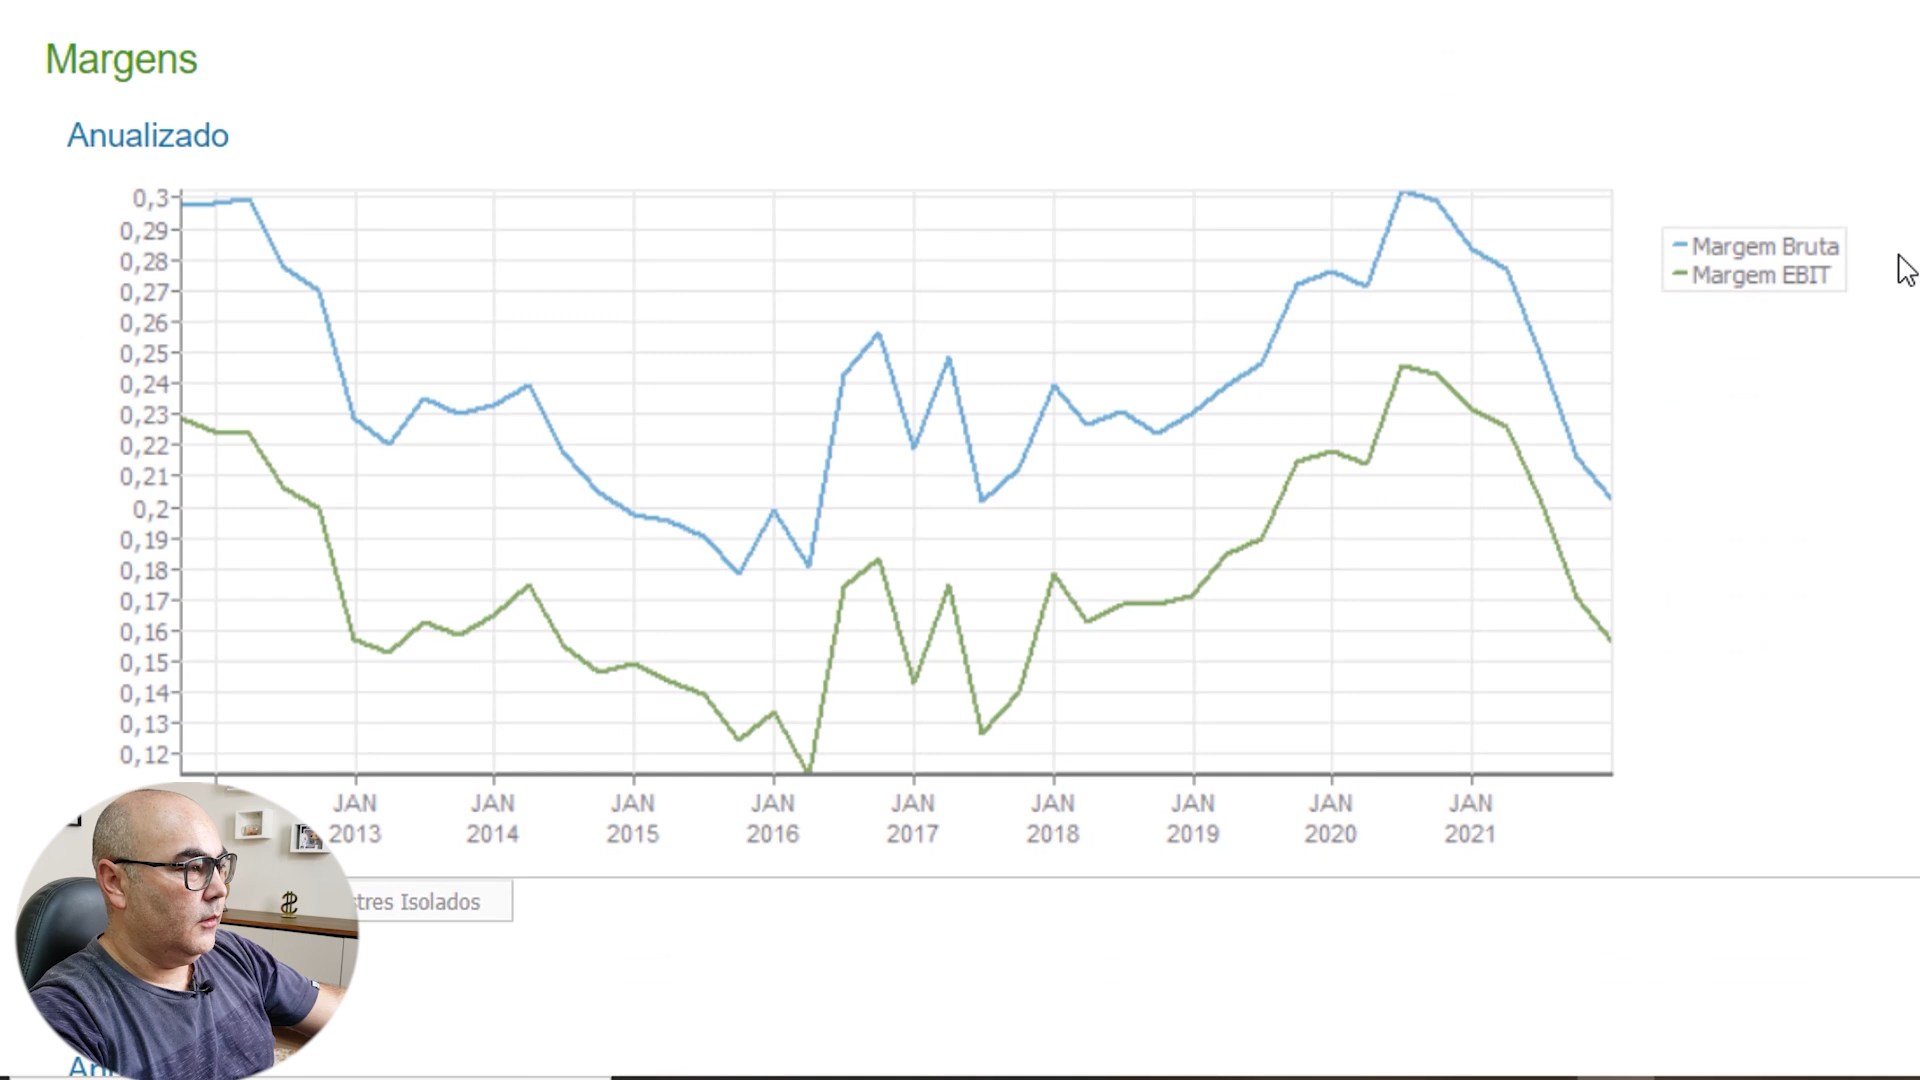 Margens
Anualizado
0,3
0,29
0,28
0,27
0,26
0,25
0,24
0,23
0,22
0,21
0,2
0,19
0,18
0,17
0,16
0,15
0,14
0,13
0,12
Margem Bruta
Margem EBIT
JAN JAN JAN JAN JAN JAN JAN JAN JAN
2013 2014 2015 2016 2017 2018 2019 2020 2021
stres Isolados